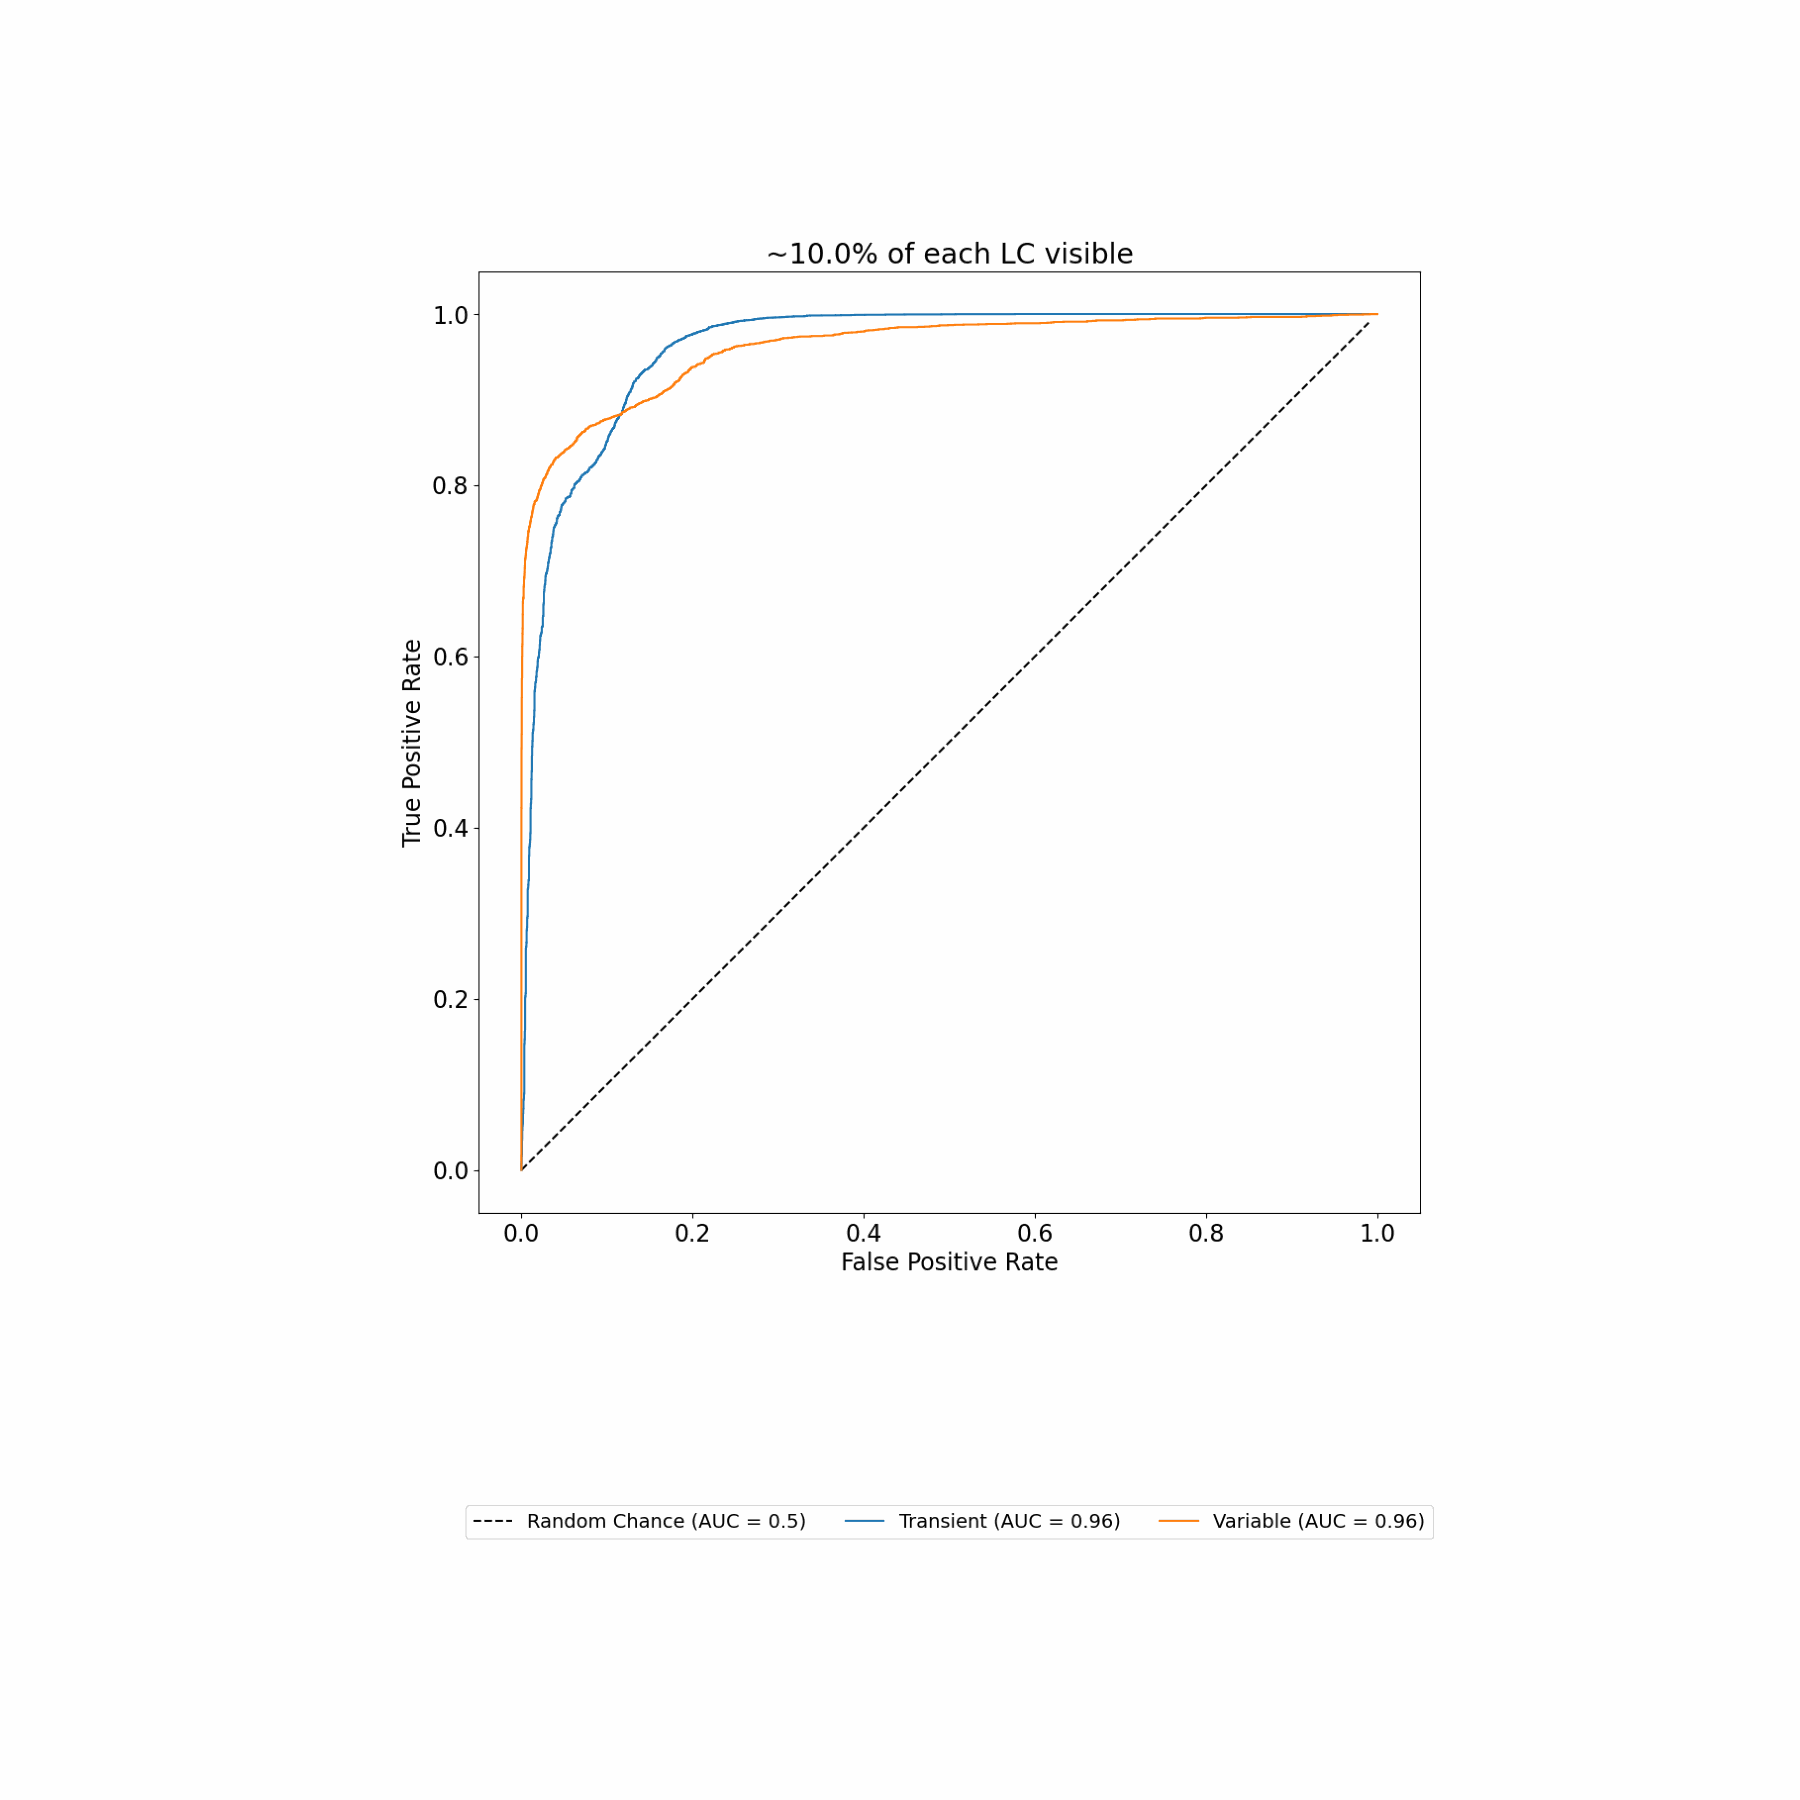 ~10.0% of each LC visible
1.0
0.8
0.6
0.4
0.2
0.0
True Positive Rate
0.0 0.2 0.4 0.6 0.8 1.0
False Positive Rate
Random Chance (AUC = 0.5) Transient (AUC = 0.96) Variable (AUC = 0.96)